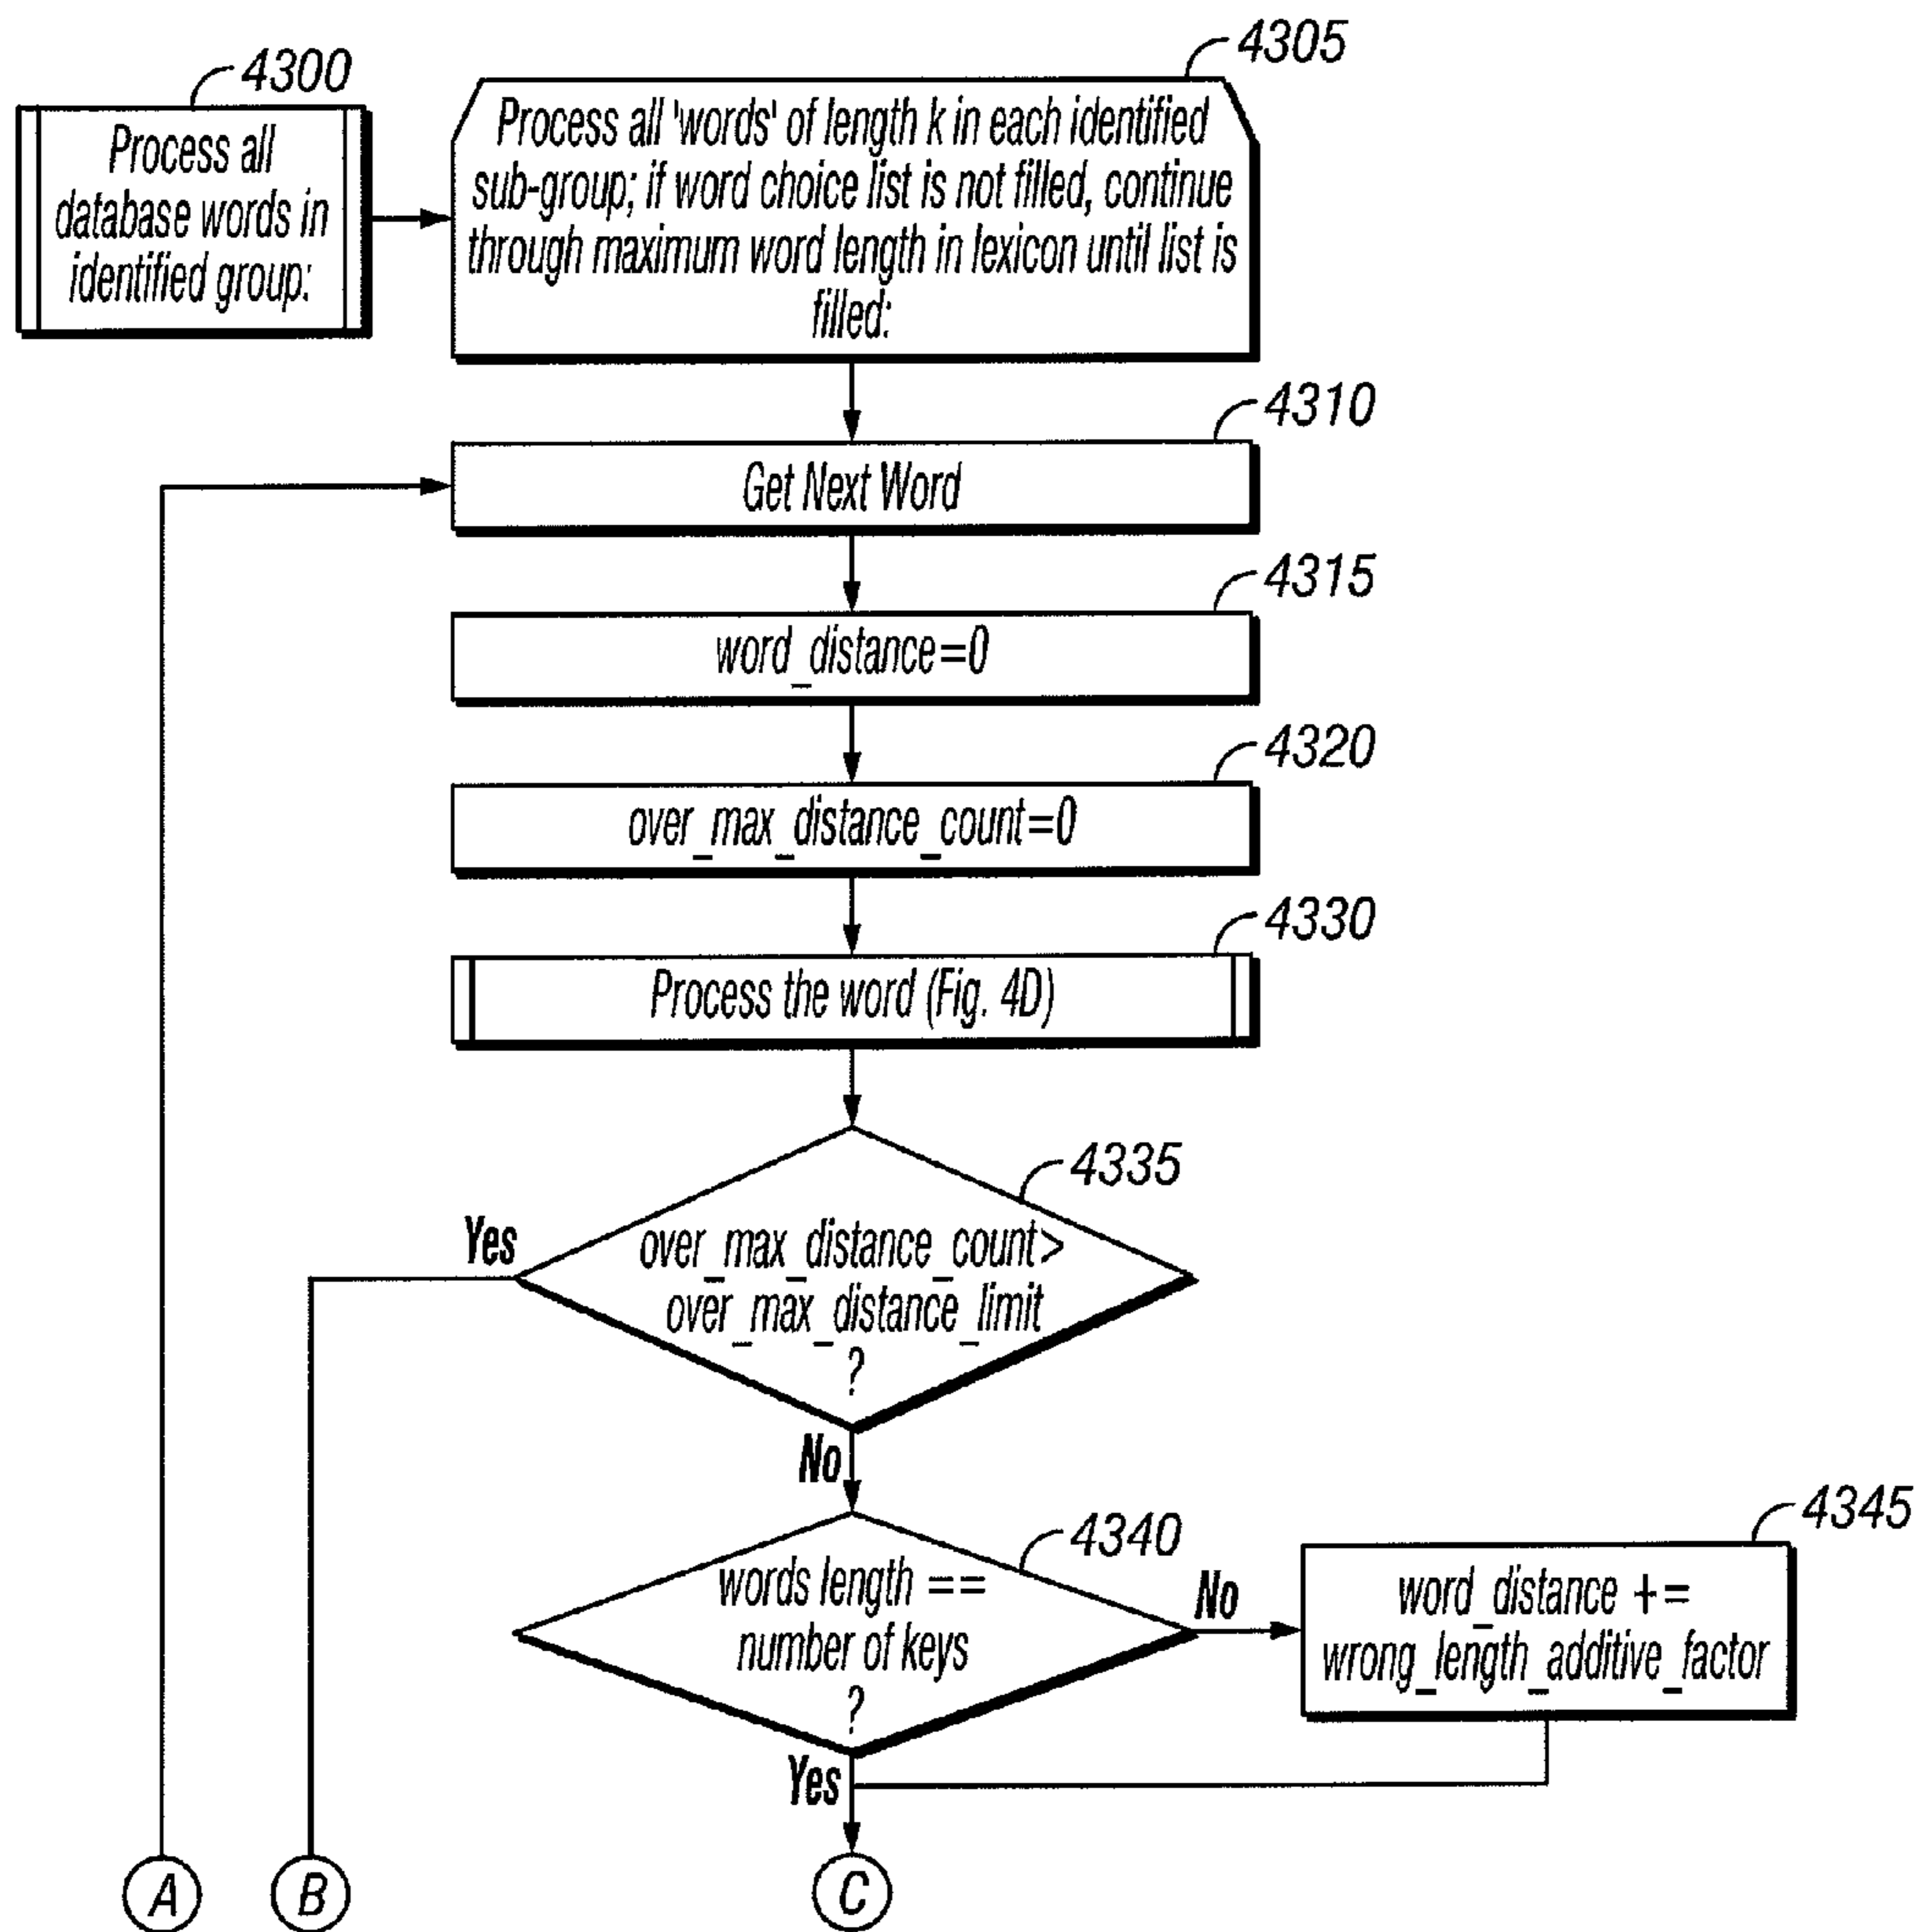 4300
Process all
database words in
identified group:
4305
Process all 'words' of length k in each identified
sub-group; if word choice list is not filled, continue
through maximum word length in lexicon until list is
filled:
4310
Get Next Word
4315
word_distance=0
4320
over_max_distance_count=0
4330
Process the word (Fig. 4D)
4335
Yes
over_max_distance_count>
over_max_distance_limit
?
No
4340
words length ==
number of keys
?
No
4345
word_distance +=
wrong_length_additive_factor
Yes
A
B
C